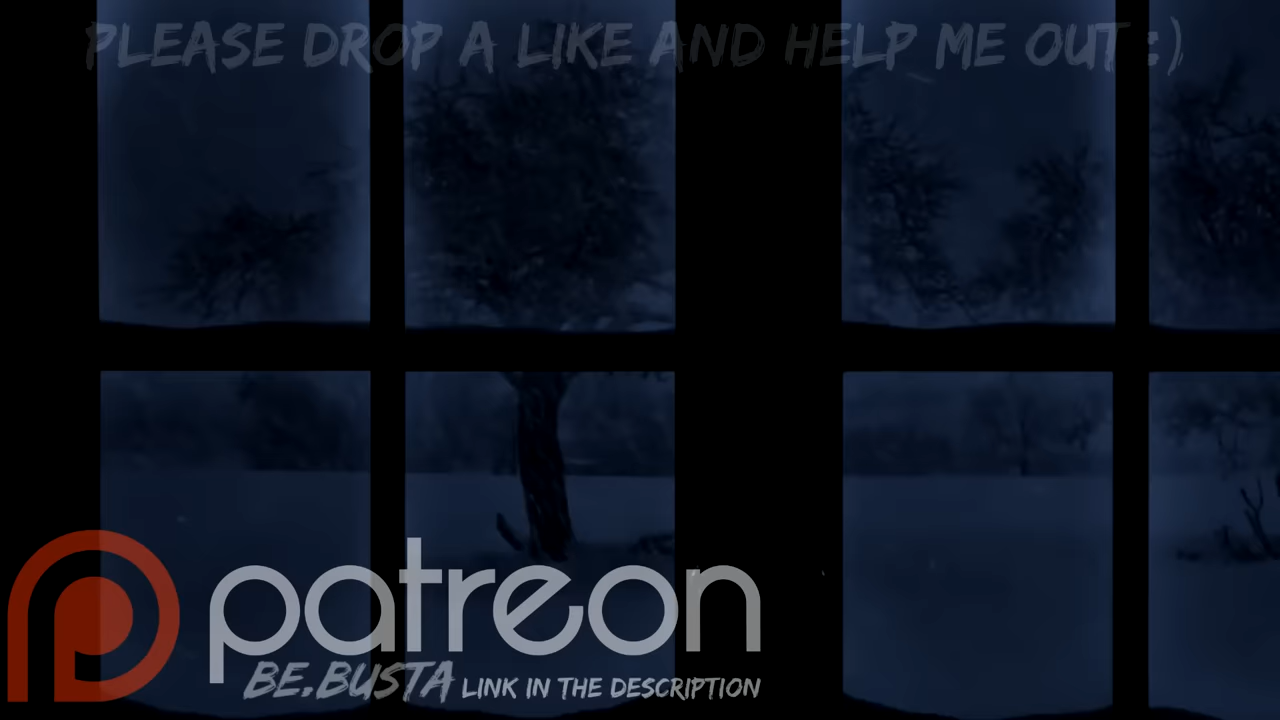 PLEASE DROP A LIKE AND HELP ME OUT :)
patreon
BE.BUSTA LINK IN THE DESCRIPTION